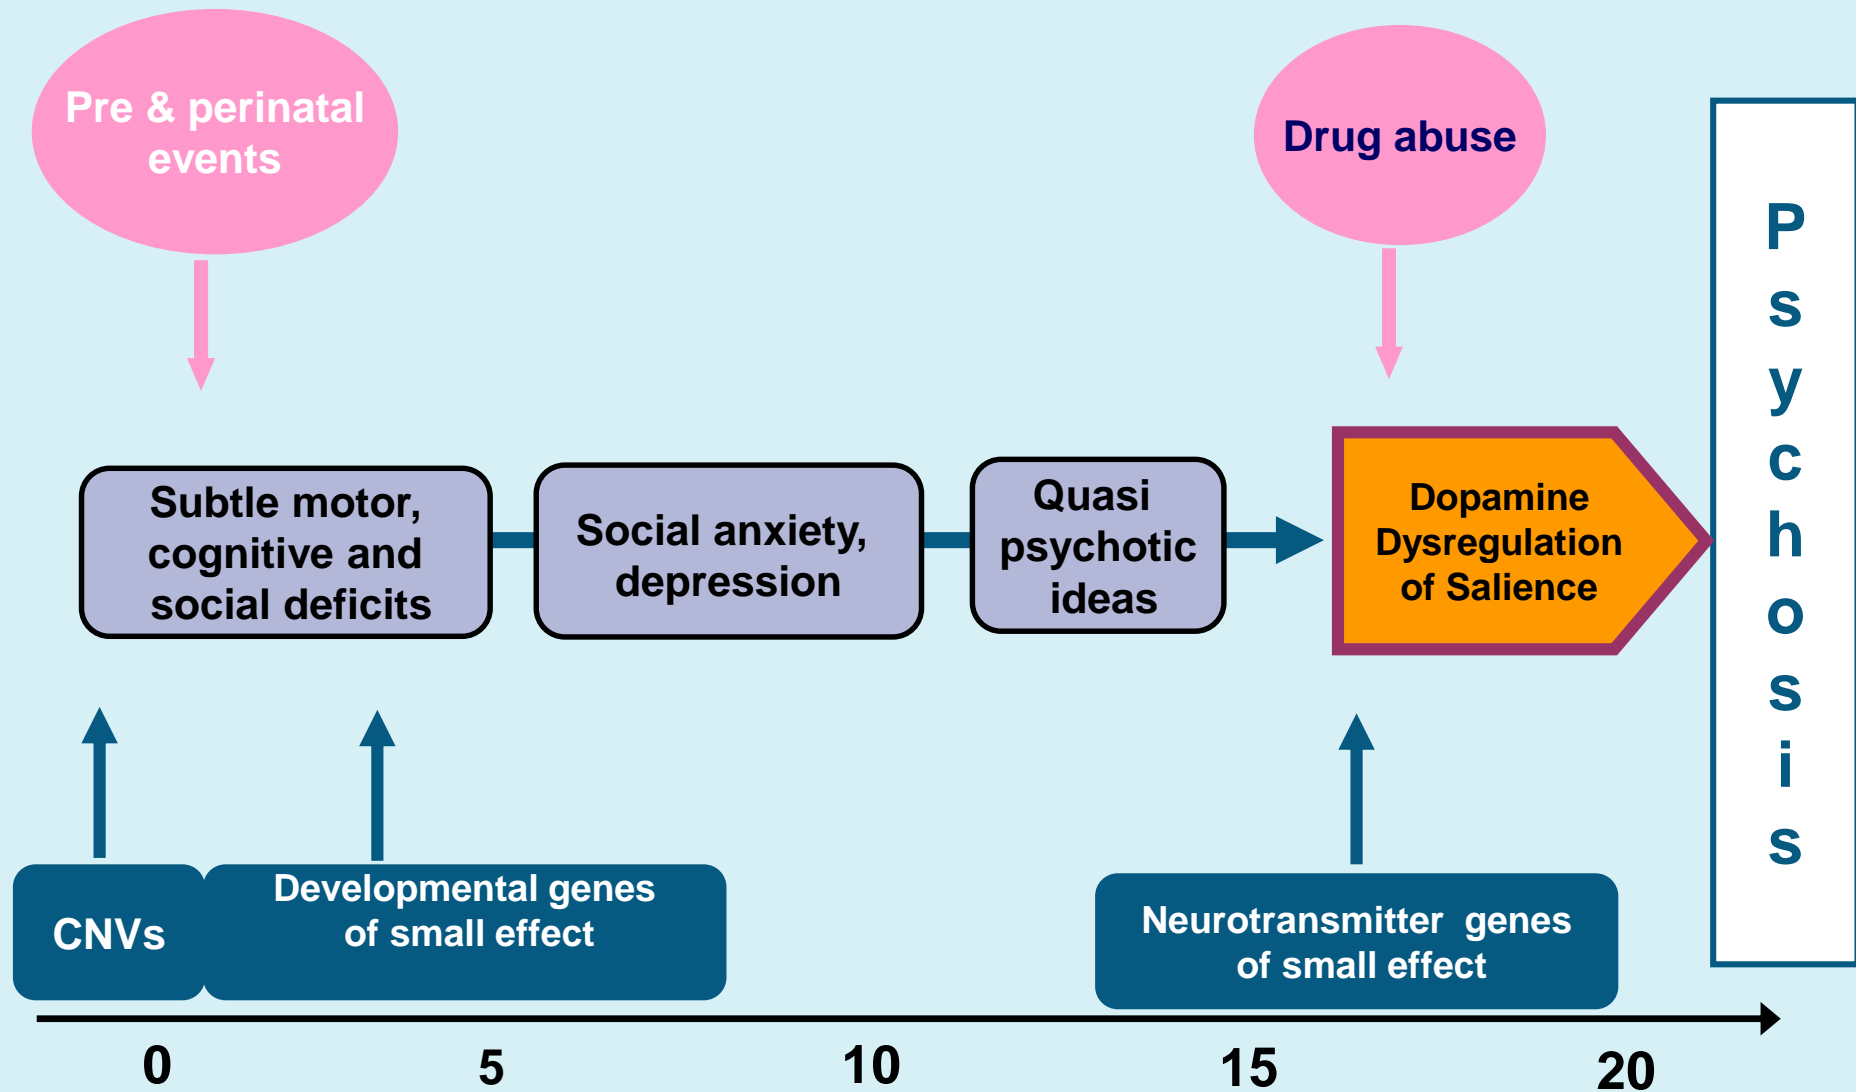 Pre & perinatal
events
Drug abuse
Subtle motor,
cognitive and
social deficits
Social anxiety,
depression
Quasi
psychotic
ideas
Dopamine
Dysregulation
of Salience
P
s
y
c
h
o
s
i
s
CNVs
Developmental genes
of small effect
Neurotransmitter genes
of small effect
0 5 10 15 20